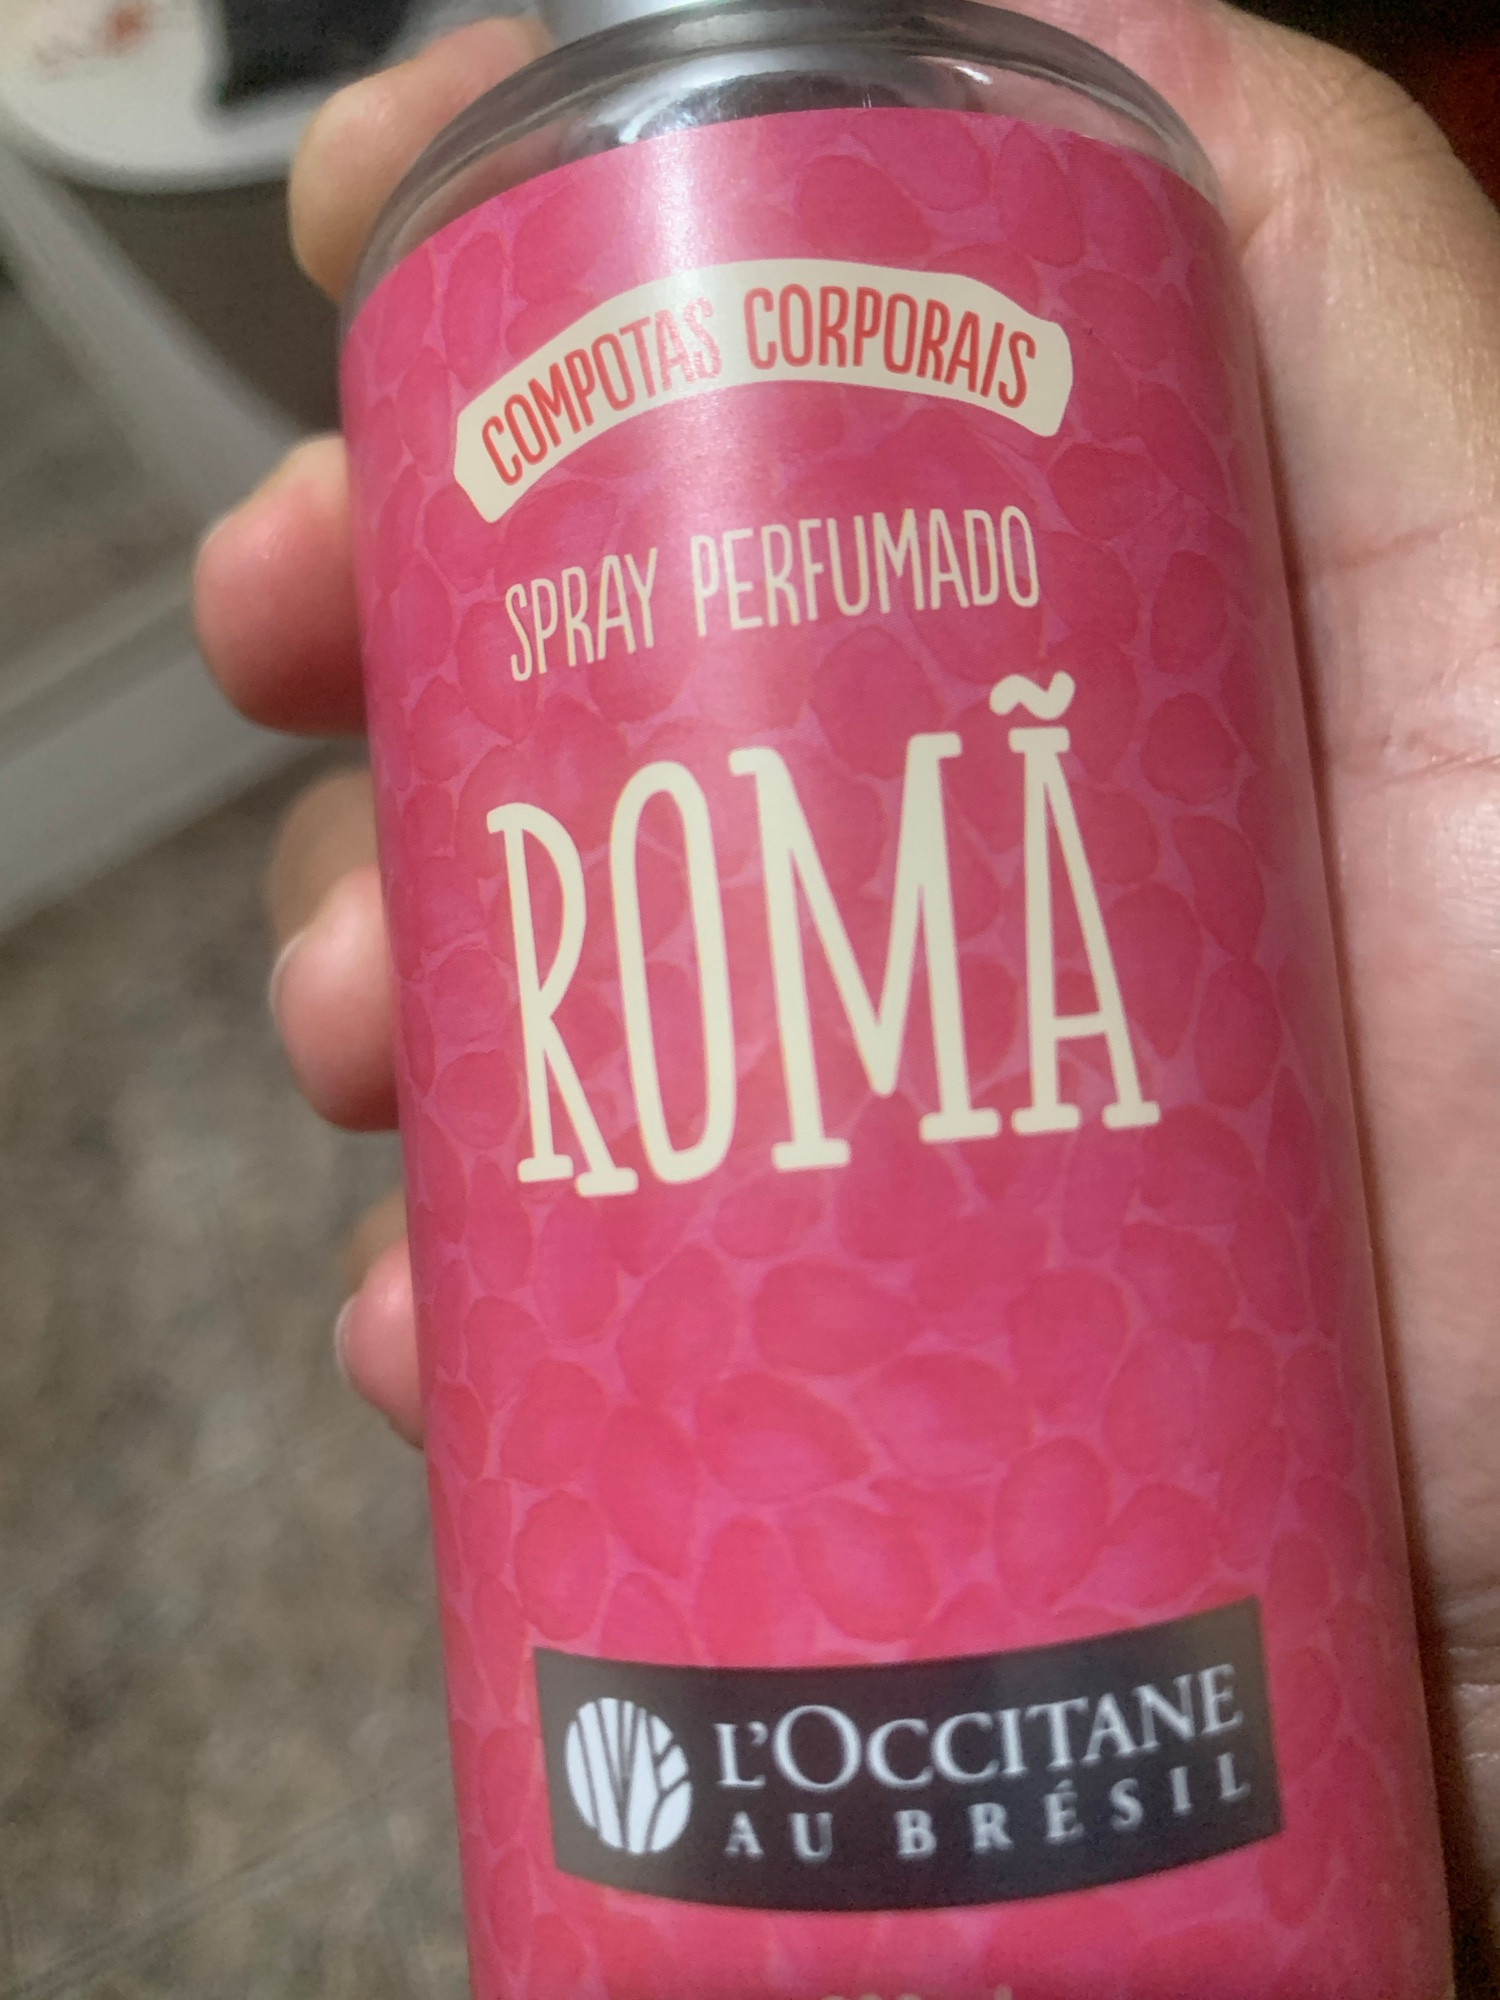 COMPOTAS CORPORAIS
SPRAY PERFUMADO
ROMÃ
L'OCCITANE
AU BRÉSIL